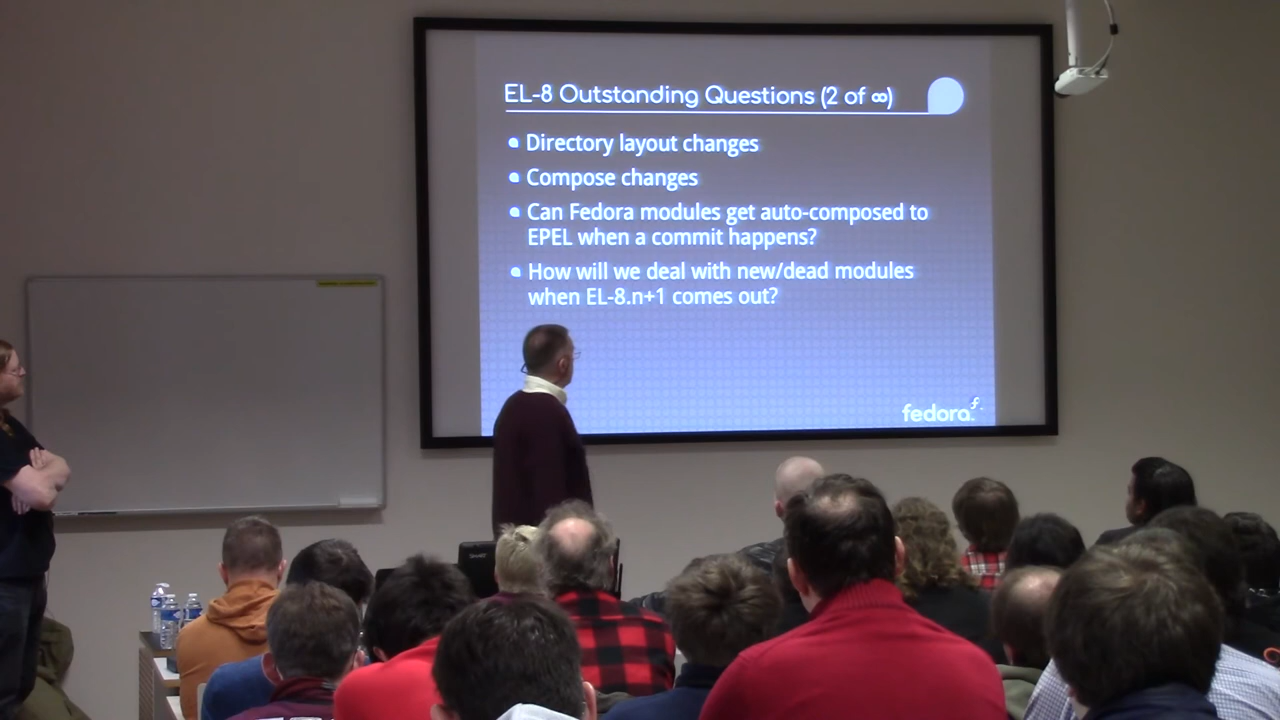 EL-8 Outstanding Questions (2 of ∞)
Directory layout changes
Compose changes
Can Fedora modules get auto-composed to
EPEL when a commit happens?
How will we deal with new/dead modules
when EL-8.n+1 comes out?
fedora